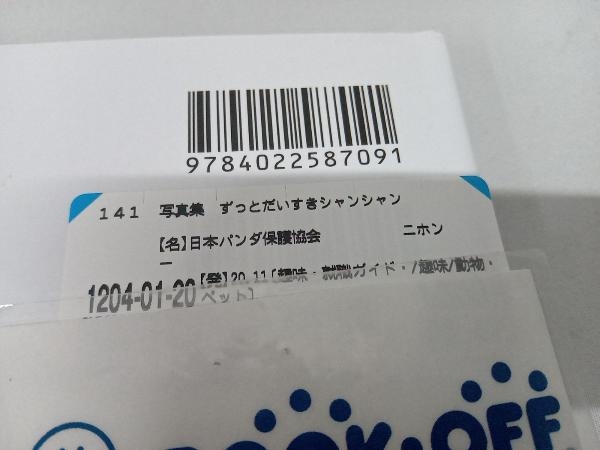 9784022587091
141 写真集 ずっとだいすきシャンシャン
【名】日本パンダ保護協会 ニホン
1204-01-20 【発】20.11〔趣味・就職ガイド・/趣味/動物・
ペット〕
BOOK・OFF